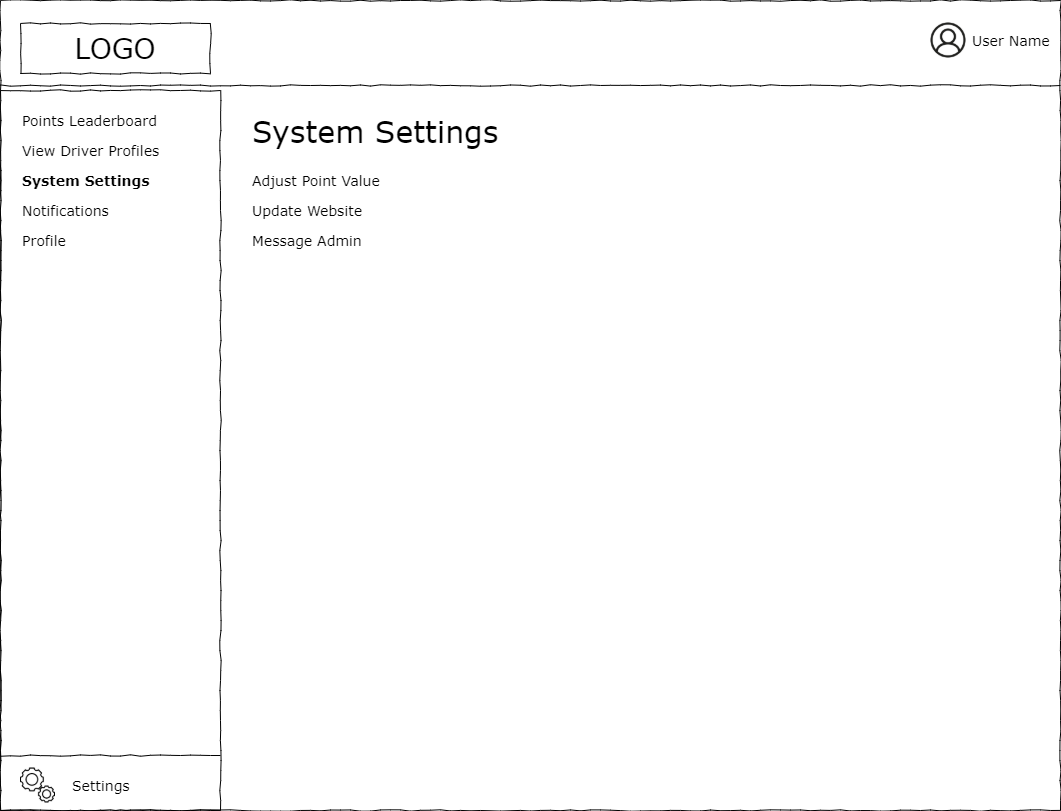 LOGO
User Name
Points Leaderboard
View Driver Profiles
System Settings
Notifications
Profile
System Settings
Adjust Point Value
Update Website
Message Admin
Settings